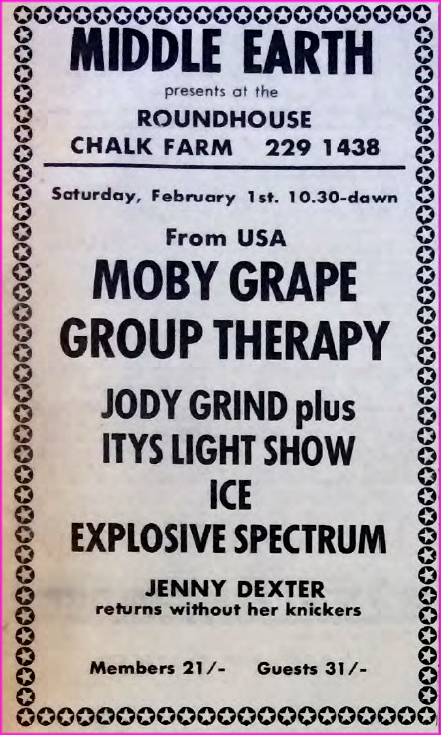 MIDDLE EARTH
presents at the
ROUNDHOUSE
CHALK FARM 229 1438
Saturday, February 1st. 10.30-dawn
From USA
MOBY GRAPE
GROUP THERAPY
JODY GRIND plus
ITYS LIGHT SHOW
ICE
EXPLOSIVE SPECTRUM
JENNY DEXTER
returns without her knickers
Members 21/- Guests 31/-